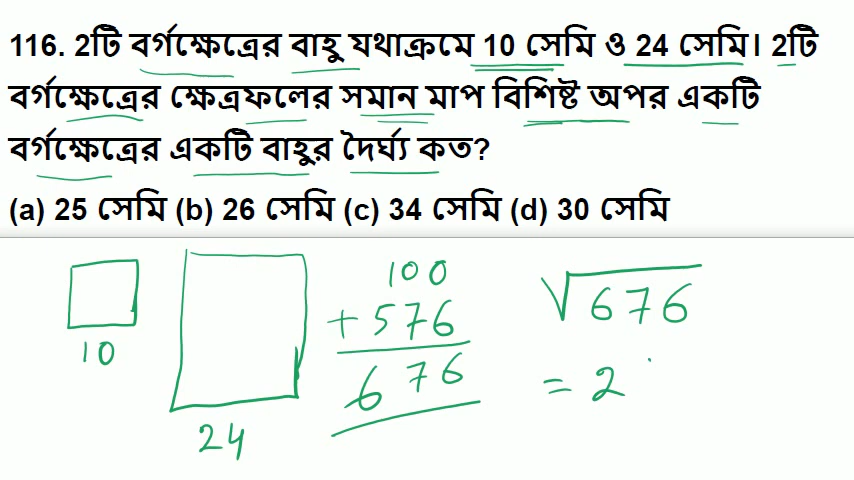 116. 2টি বর্গক্ষেত্রের বাহু যথাক্রমে 10 সেমি ও 24 সেমি। 2টি
বর্গক্ষেত্রের ক্ষেত্রফলের সমান মাপ বিশিষ্ট অপর একটি
বর্গক্ষেত্রের একটি বাহুর দৈর্ঘ্য কত?
(a) 25 সেমি (b) 26 সেমি (c) 34 সেমি (d) 30 সেমি
10
24
100
+ 576
676
√676
= 2